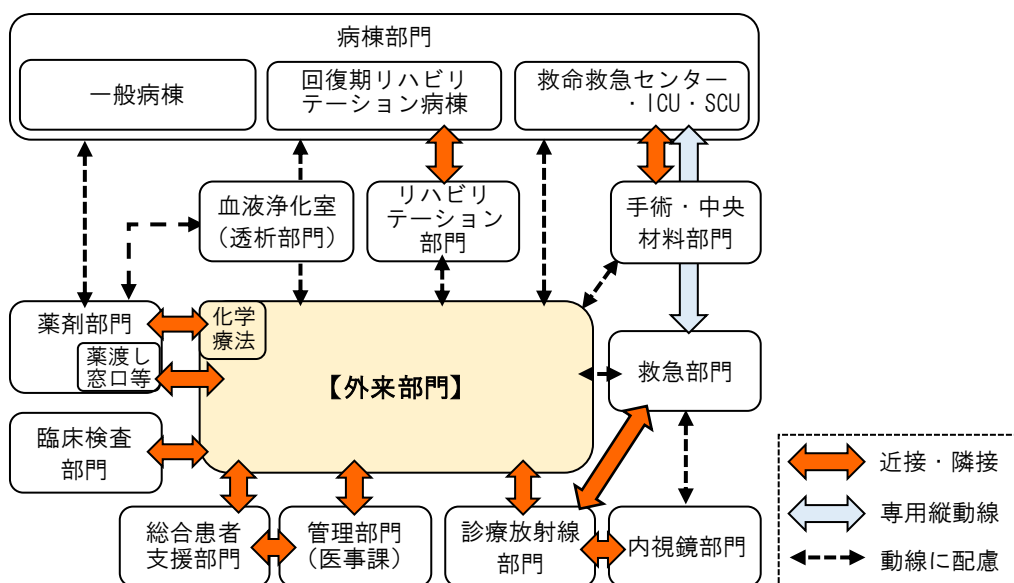 病棟部門
一般病棟
回復期リハビリ
テーション病棟
救命救急センター
・ICU・SCU
血液浄化室
（透析部門）
リハビリ
テーション
部門
手術・中央
材料部門
薬剤部門
薬渡し
窓口等
化学
療法
【外来部門】
救急部門
臨床検査
部門
総合患者
支援部門
管理部門
（医事課）
診療放射線
部門
内視鏡部門
近接・隣接
専用縦動線
動線に配慮